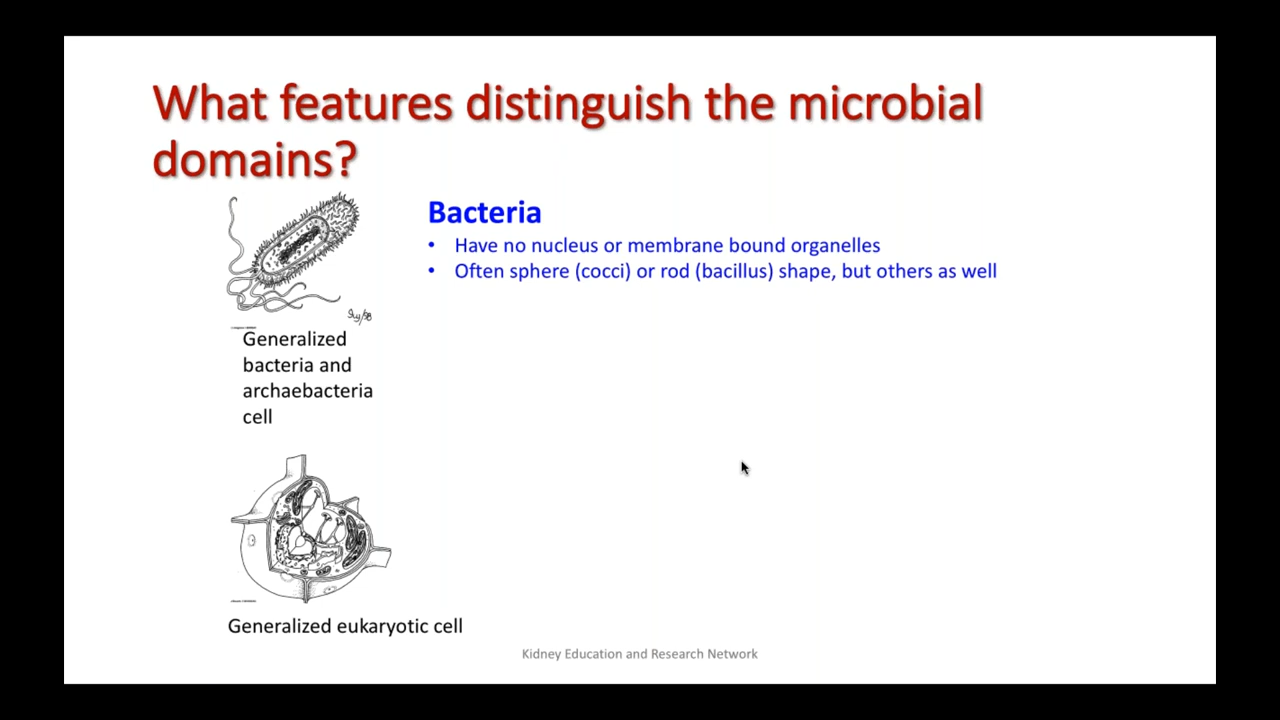 What features distinguish the microbial
domains?
Bacteria
• Have no nucleus or membrane bound organelles
• Often sphere (cocci) or rod (bacillus) shape, but others as well
Generalized
bacteria and
archaebacteria
cell
Generalized eukaryotic cell
Kidney Education and Research Network